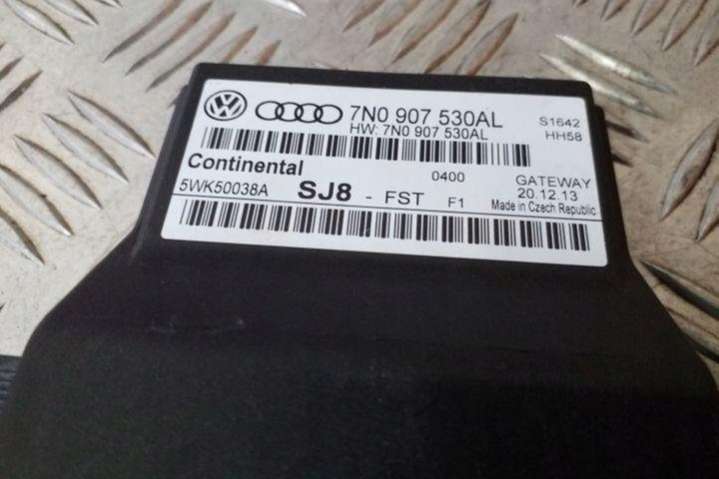 VW 7N0 907 530AL S1642
HW: 7N0 907 530AL HH58
Continental 0400 GATEWAY
5WK50038A SJ8 - FST F1 20.12.13
Made in Czech Republic